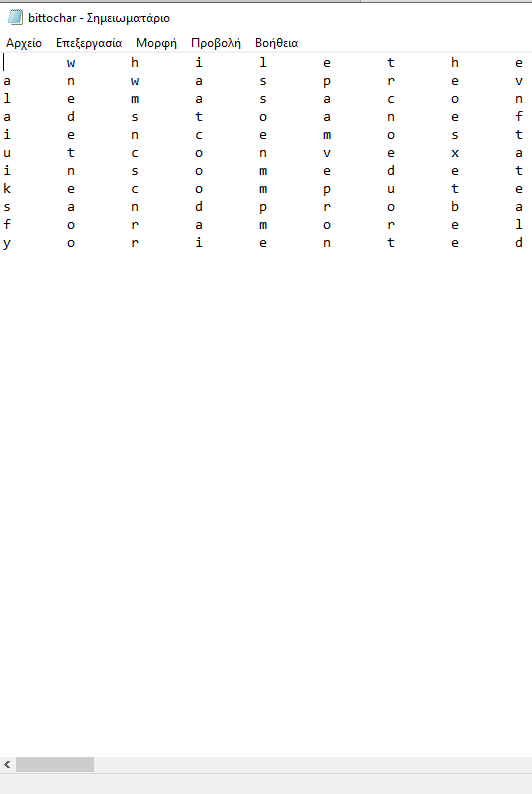 bittochar - Σημειωματάριο
Αρχείο Επεξεργασία Μορφή Προβολή Βοήθεια
w h i l e t h e
a n w a s p r e v
l e m a s a c o n
a d s t o a n e f
i e n c e m o s t
u t c o n v e x a
i n s o m e d e t
k e c o m p u t e
s a n d p r o b a
f o r a m o r e l
y o r i e n t e d